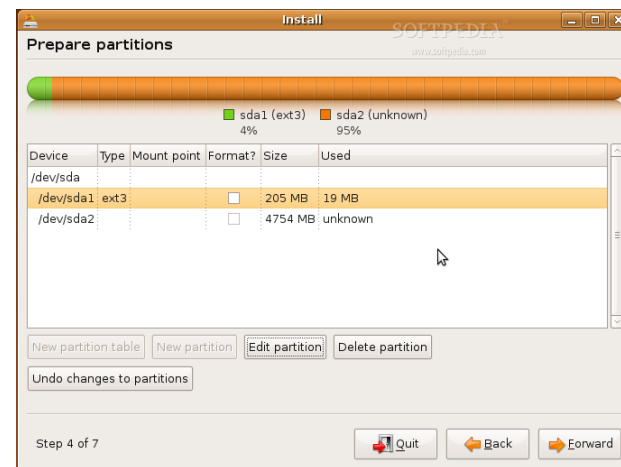 Install
SOFTPEDIA
www.softpedia.com
Prepare partitions
sda1 (ext3) sda2 (unknown)
4% 95%
Device Type Mount point Format? Size Used
/dev/sda
/dev/sda1 ext3 205 MB 19 MB
/dev/sda2 4754 MB unknown
New partition table New partition Edit partition Delete partition
Undo changes to partitions
Step 4 of 7 Quit Back Forward